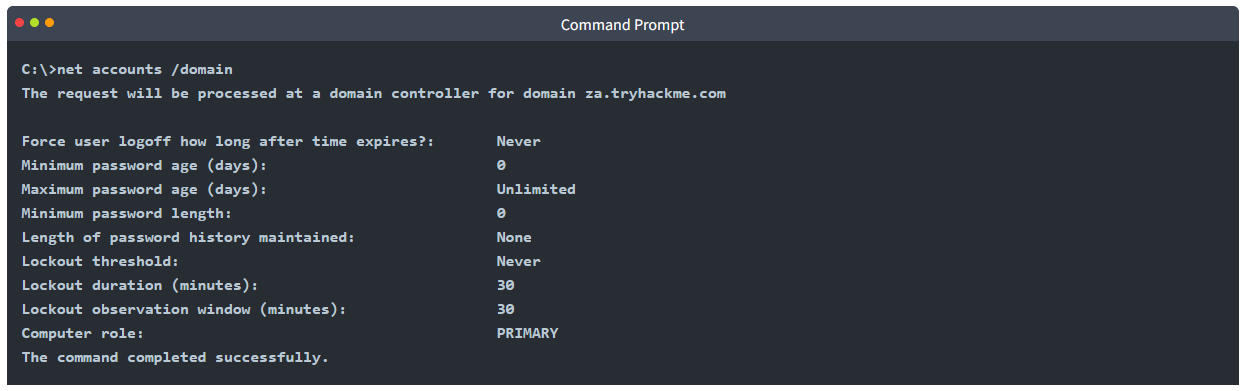 Command Prompt
C:\>net accounts /domain
The request will be processed at a domain controller for domain za.tryhackme.com
Force user logoff how long after time expires?: Never
Minimum password age (days): 0
Maximum password age (days): Unlimited
Minimum password length: 0
Length of password history maintained: None
Lockout threshold: Never
Lockout duration (minutes): 30
Lockout observation window (minutes): 30
Computer role: PRIMARY
The command completed successfully.